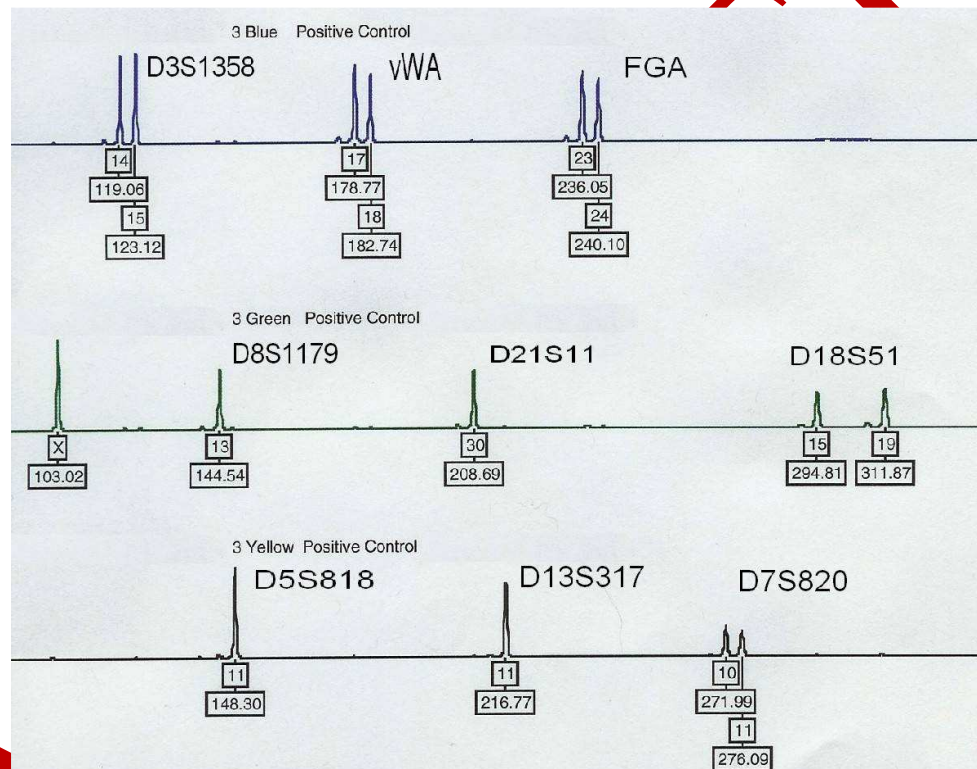 3 Blue Positive Control
D3S1358 vWA FGA
14 17 23
119.06 178.77 236.05
15 18 24
123.12 182.74 240.10
3 Green Positive Control
D8S1179 D21S11 D18S51
X 13 30 15 19
103.02 144.54 208.69 294.81 311.87
3 Yellow Positive Control
D5S818 D13S317 D7S820
11 11 10
148.30 216.77 271.99
11
276.09